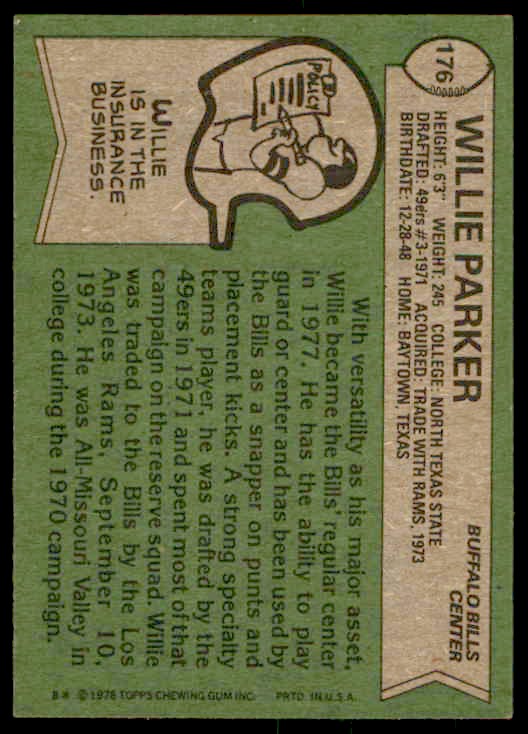 176
WILLIE PARKER
BUFFALO BILLS
CENTER
HEIGHT: 6'3" WEIGHT: 245 COLLEGE: NORTH TEXAS STATE
DRAFTED: 49ers #3-1971 ACQUIRED: TRADE WITH RAMS, 1973
BIRTHDATE: 12-28-48 HOME: BAYTOWN, TEXAS
POLICY
WILLIE
IS IN THE
INSURANCE
BUSINESS.
With versatility as his major asset,
Willie became the Bills' regular center
in 1977. He has the ability to play
guard or center and has been used by
the Bills as a snapper on punts and
placement kicks. A strong specialty
teams player, he was drafted by the
49ers in 1971 and spent most of that
campaign on the reserve squad. Willie
was traded to the Bills by the Los
Angeles Rams, September 10,
1973. He was All-Missouri Valley in
college during the 1970 campaign.
B* © 1978 TOPPS CHEWING GUM INC. PRTD. IN U.S.A.